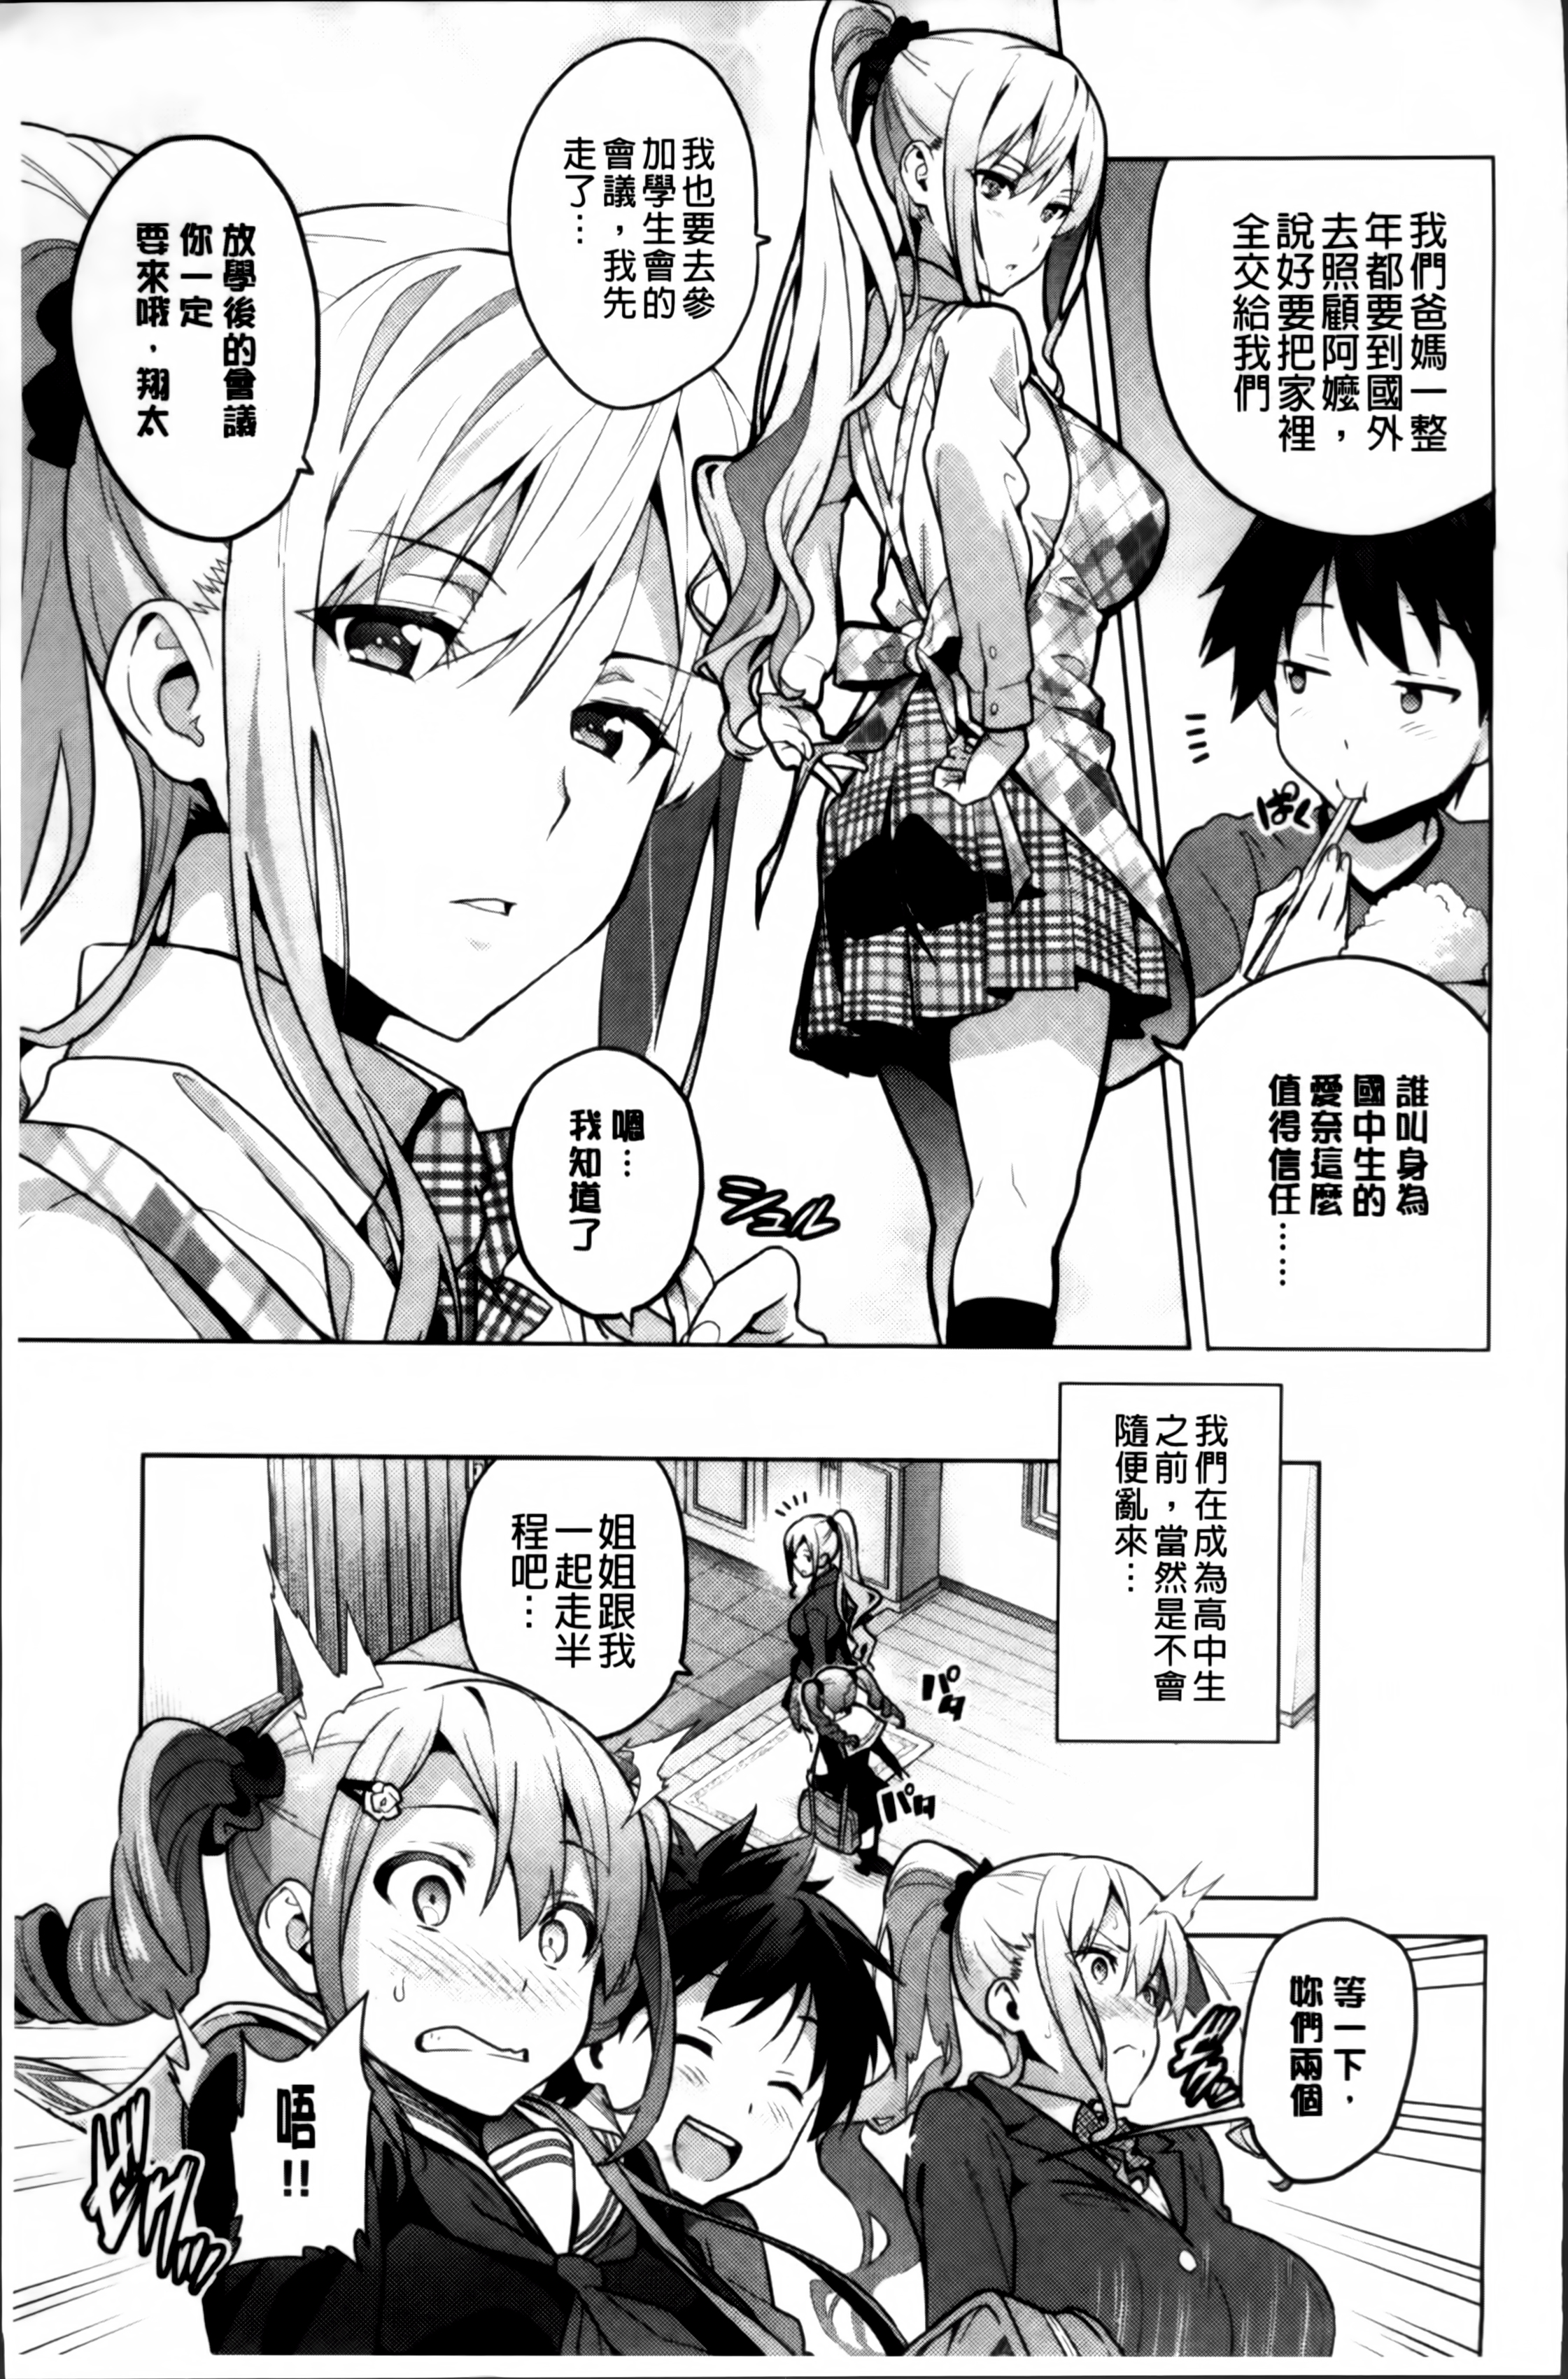 我們爸媽一整
年都要到國外
去照顧阿嬤，
說好要把家裡
全交給我們
ぱく
誰叫身為
國中生的
愛奈這麼
值得信任……
我也要去參
加學生會的
會議，我先
走了…
放學後的會議
你一定
要來哦，翔太
嗯…
我知道了
シュル
我們在成為高中生
之前，當然是不會
隨便亂來…
姐姐跟我
一起走半
程吧…
パタ
パタ
等一下，
妳們兩個
唔!!